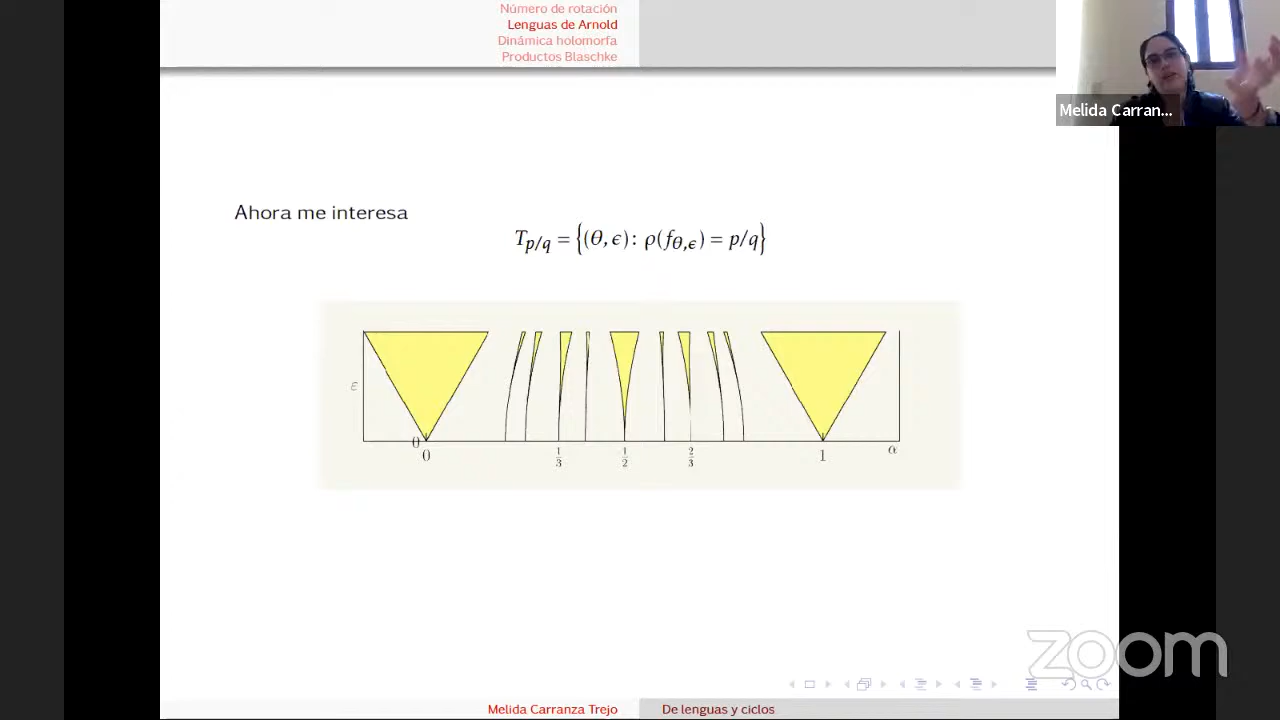 Número de rotación
Lenguas de Arnold
Dinámica holomorfa
Productos Blaschke
Melida Carran...
Ahora me interesa
T_{p/q} = {(θ, ϵ): ρ(f_{θ,ϵ}) = p/q}
ε
0
0 1/3 1/2 2/3 1 α
zoom
Melida Carranza Trejo De lenguas y ciclos